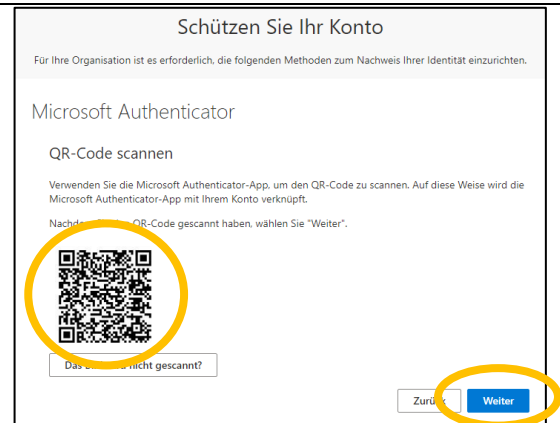 Schützen Sie Ihr Konto
Für Ihre Organisation ist es erforderlich, die folgenden Methoden zum Nachweis Ihrer Identität einzurichten.
Microsoft Authenticator
QR-Code scannen
Verwenden Sie die Microsoft Authenticator-App, um den QR-Code zu scannen. Auf diese Weise wird die
Microsoft Authenticator-App mit Ihrem Konto verknüpft.
QR-Code gescannt haben, wählen Sie "Weiter".
Das nicht gescannt?
Weiter